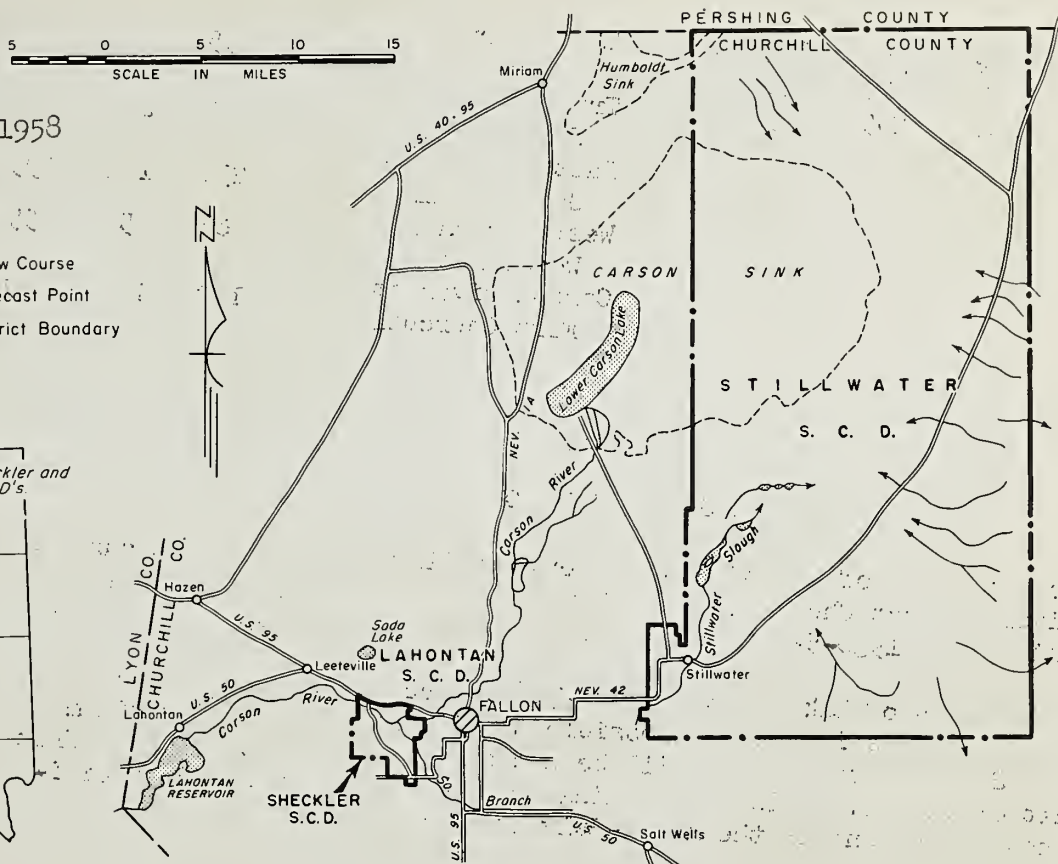 PERSHING COUNTY
CHURCHILL COUNTY
5 0 5 10 15
SCALE IN MILES
Miriam
Humboldt
Sink
U.S. 40-95
1958
N
w Course
ecast Point
rict Boundary
CARSON SINK
Lower Carson Lake
STILLWATER
S. C. D.
NEV. 1A
Carson River
ckler and
D's.
Slough
Stillwater
LYON CO.
CHURCHILL CO.
Hazen
U.S. 95
Soda
Lake
LAHONTAN
S. C. D.
Leeteville
Stillwater
U.S. 50
River
NEV. 42
FALLON
Lahontan
Carson
LAHONTAN
RESERVOIR
SHECKLER
S.C.D.
50
Branch
U.S. 95
U.S. 50
Salt Wells